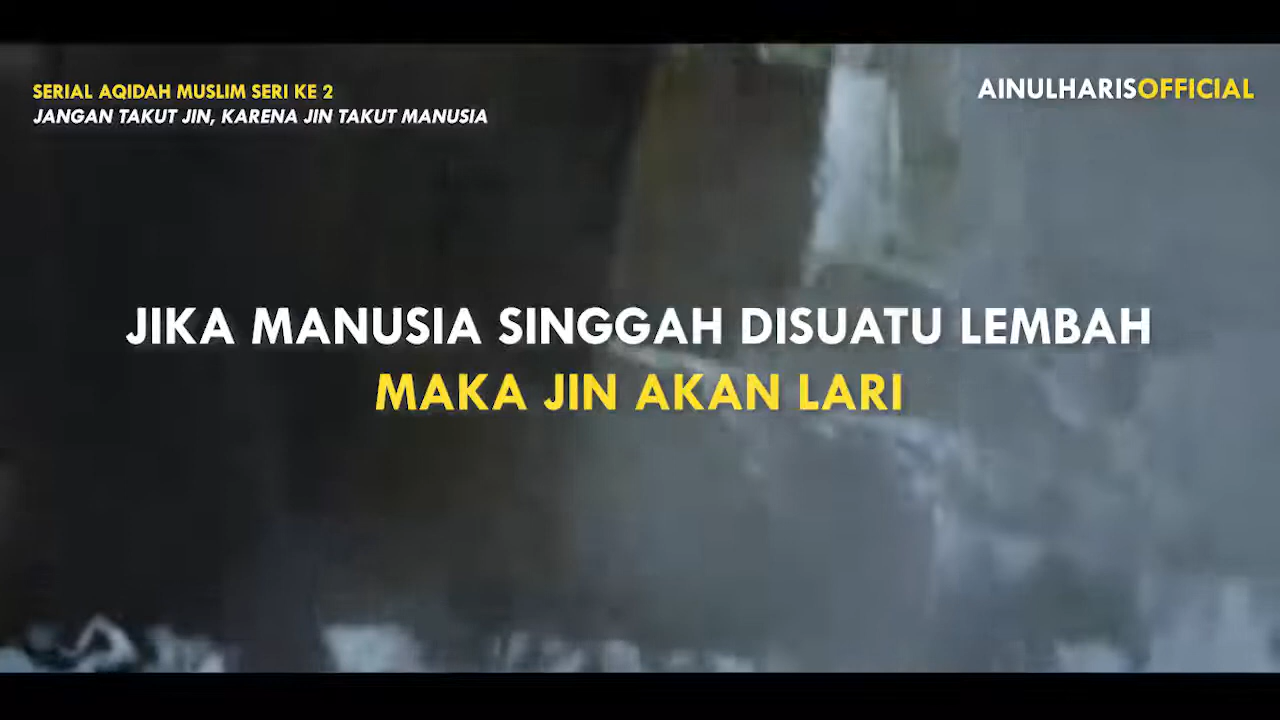 SERIAL AQIDAH MUSLIM SERI KE 2
JANGAN TAKUT JIN, KARENA JIN TAKUT MANUSIA
AINULHARISOFFICIAL
JIKA MANUSIA SINGGAH DISUATU LEMBAH
MAKA JIN AKAN LARI